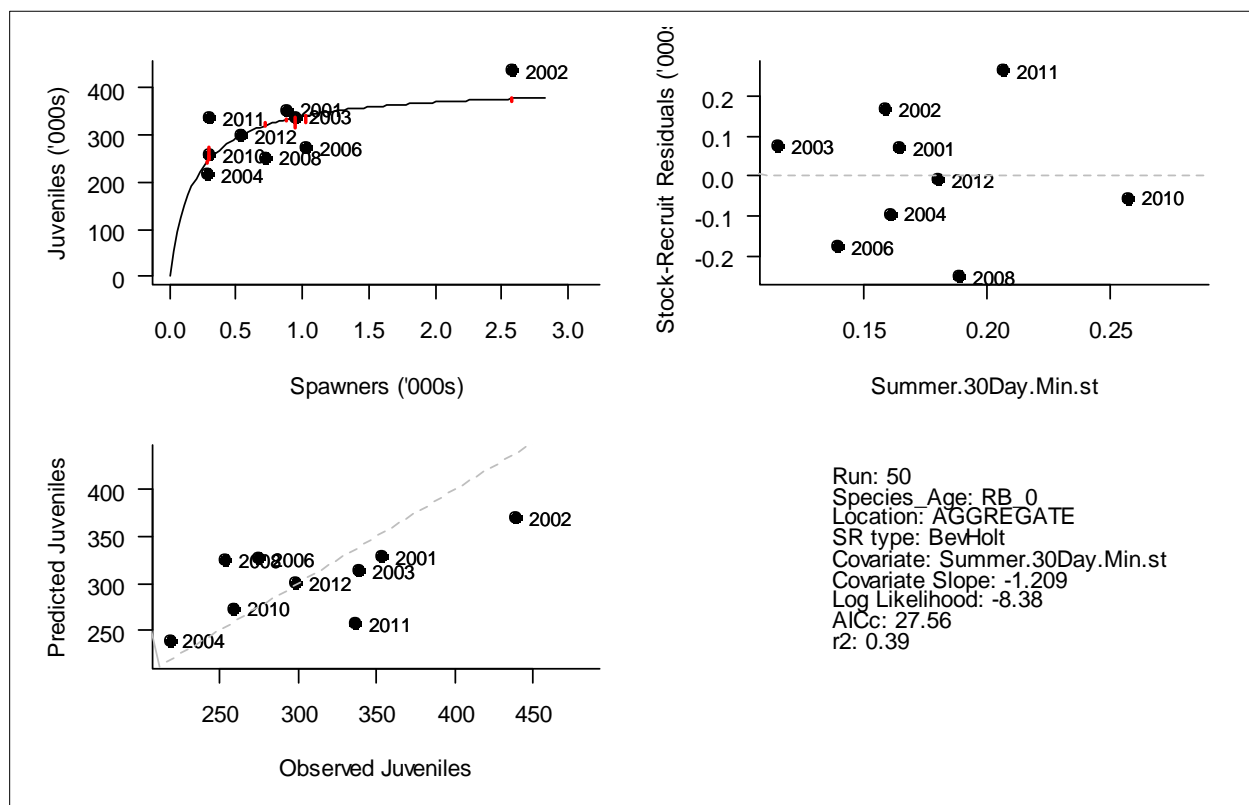 Juveniles ('000s)
400
300
200
100
0
2002
2011
2001
2003
2012
2010
2008
2006
2004
0.0 0.5 1.0 1.5 2.0 2.5 3.0
Spawners ('000s)
Stock-Recruit Residuals ('000s
0.2
0.1
0.0
-0.1
-0.2
2011
2002
2003
2001
2012
2010
2004
2006
2008
0.15 0.20 0.25
Summer.30Day.Min.st
Predicted Juveniles
400
350
300
250
2002
2008
2006
2001
2003
2012
2010
2011
2004
250 300 350 400 450
Observed Juveniles
Run: 50
Species_Age: RB_0
Location: AGGREGATE
SR type: BevHolt
Covariate: Summer.30Day.Min.st
Covariate Slope: -1.209
Log Likelihood: -8.38
AICc: 27.56
r2: 0.39